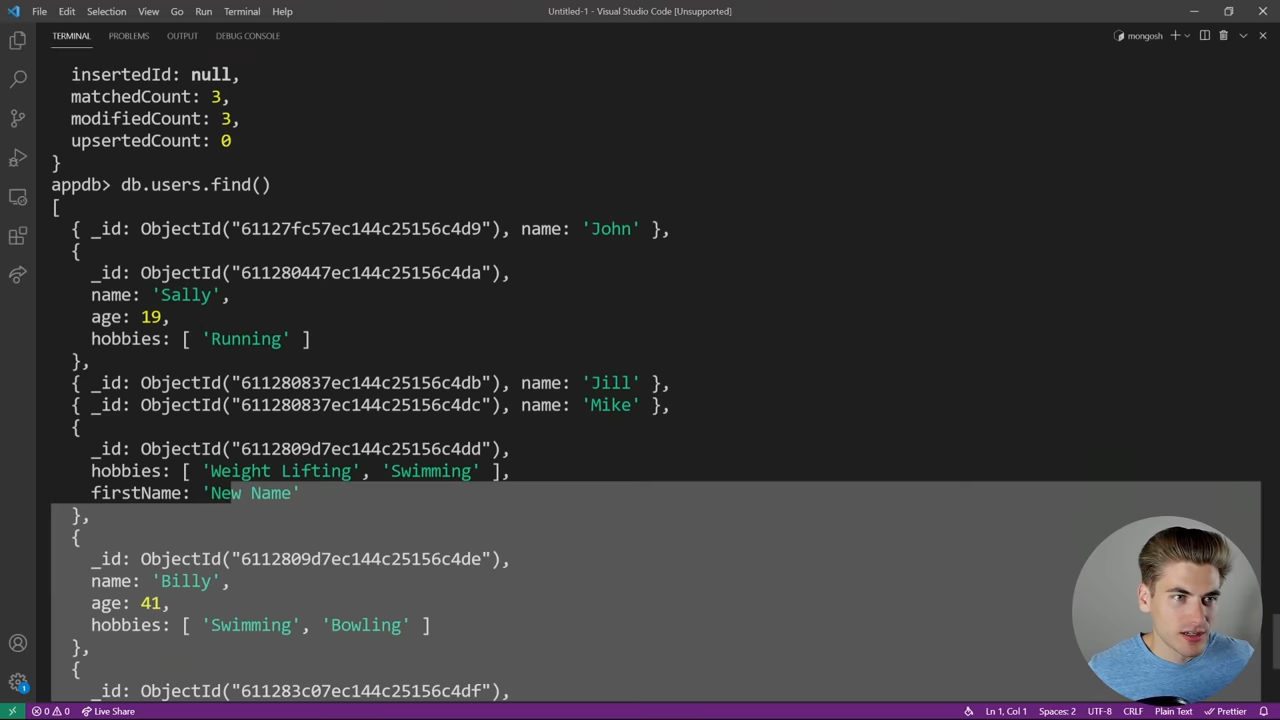 File Edit Selection View Go Run Terminal Help
Untitled-1 - Visual Studio Code [Unsupported]
TERMINAL PROBLEMS OUTPUT DEBUG CONSOLE
mongosh
insertedId: null,
matchedCount: 3,
modifiedCount: 3,
upsertedCount: 0
}
appdb> db.users.find()
[
{ _id: ObjectId("61127fc57ec144c25156c4d9"), name: 'John' },
{
_id: ObjectId("611280447ec144c25156c4da"),
name: 'Sally',
age: 19,
hobbies: [ 'Running' ]
},
{ _id: ObjectId("611280837ec144c25156c4db"), name: 'Jill' },
{ _id: ObjectId("611280837ec144c25156c4dc"), name: 'Mike' },
{
_id: ObjectId("6112809d7ec144c25156c4dd"),
hobbies: [ 'Weight Lifting', 'Swimming' ],
firstName: 'New Name'
},
{
_id: ObjectId("6112809d7ec144c25156c4de"),
name: 'Billy',
age: 41,
hobbies: [ 'Swimming', 'Bowling' ]
},
{
_id: ObjectId("611283c07ec144c25156c4df"),
1
0 0 Live Share
Ln 1, Col 1 Spaces: 2 UTF-8 CRLF Plain Text Prettier